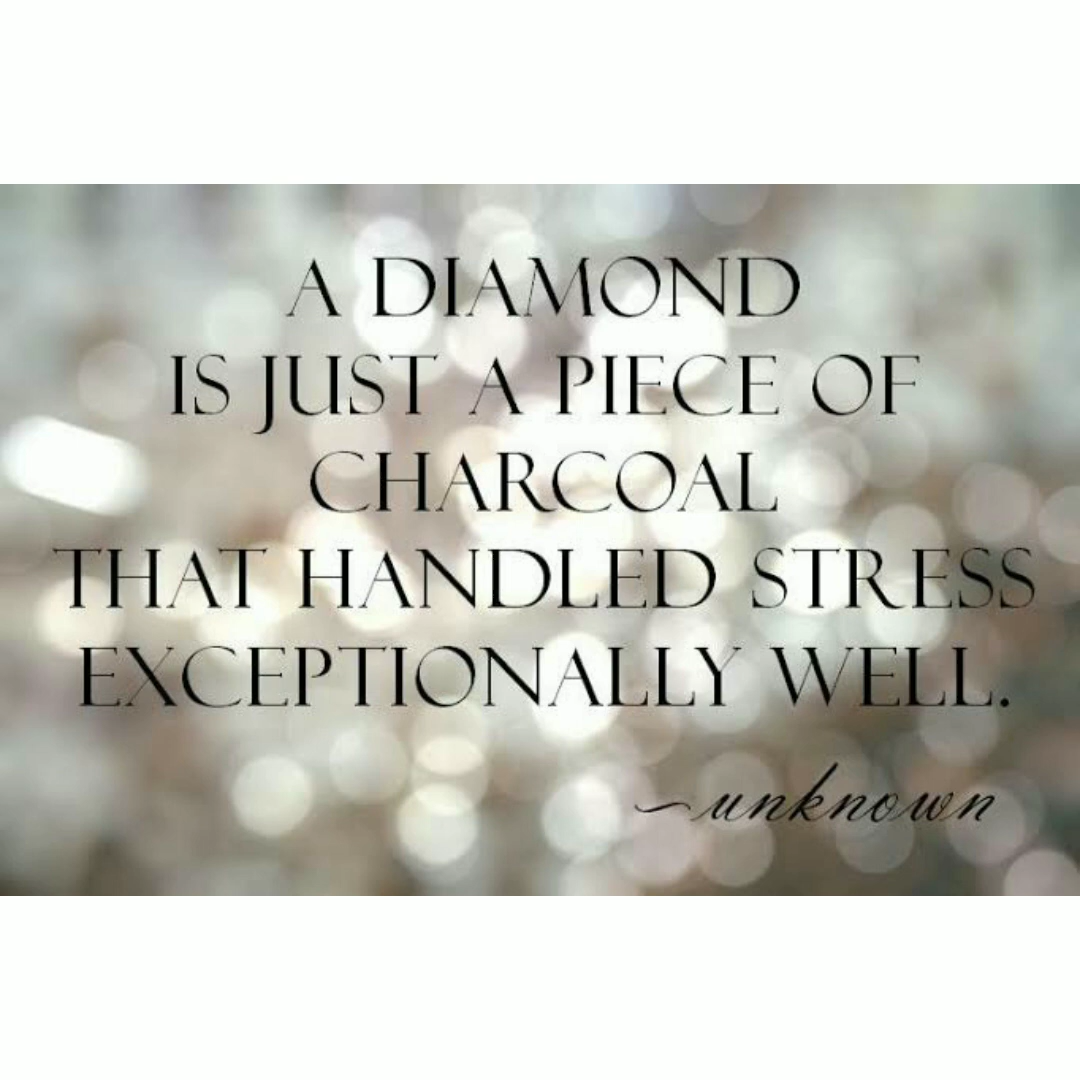 A DIAMOND
IS JUST A PIECE OF
CHARCOAL
THAT HANDLED STRESS
EXCEPTIONALLY WELL.
~unknown